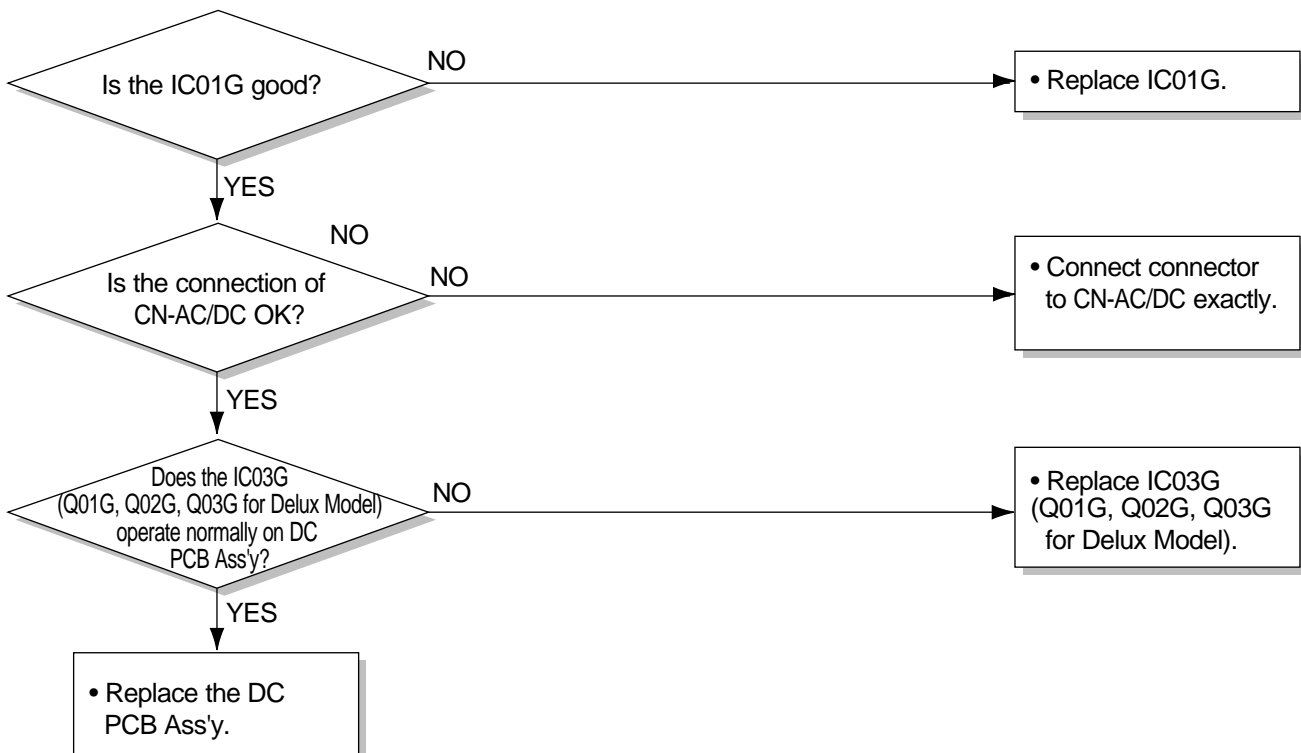 Is the IC01G good?
NO
• Replace IC01G.
YES
NO
Is the connection of
CN-AC/DC OK?
NO
• Connect connector
to CN-AC/DC exactly.
YES
Does the IC03G
(Q01G, Q02G, Q03G for Delux Model)
operate normally on DC
PCB Ass'y?
NO
• Replace IC03G
(Q01G, Q02G, Q03G
for Delux Model).
YES
• Replace the DC
PCB Ass'y.